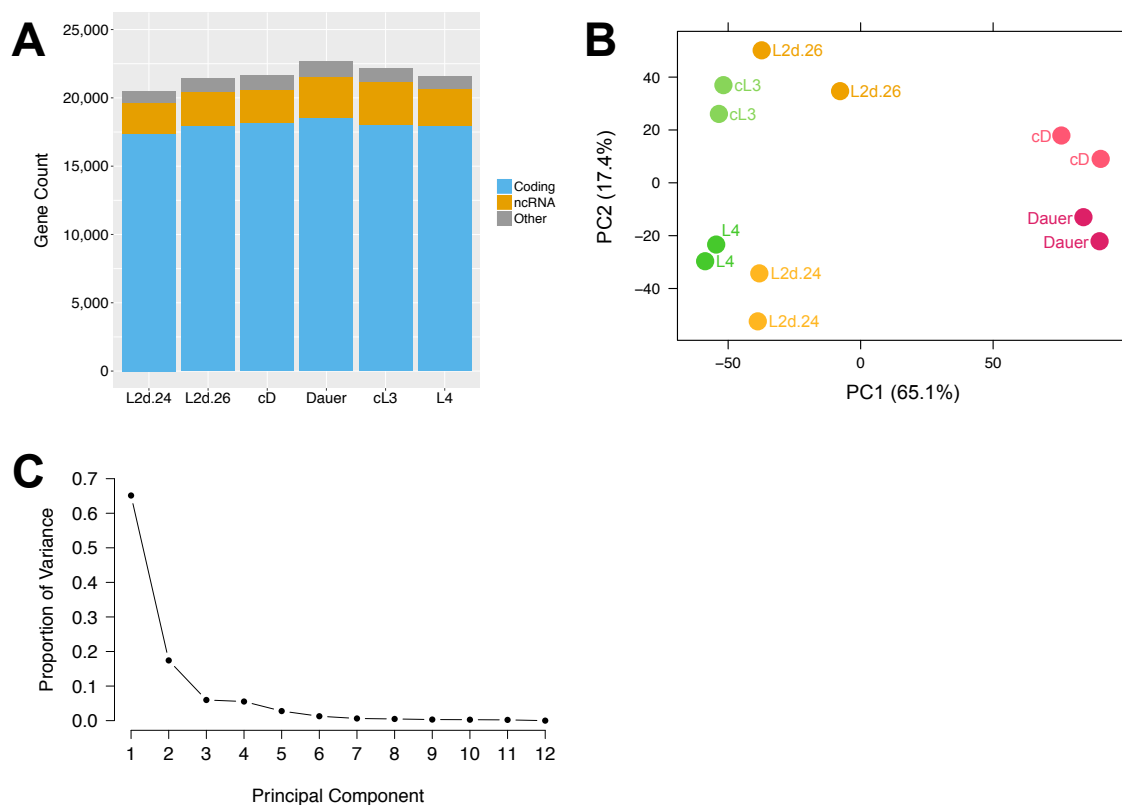 A
25,000
20,000
15,000
10,000
5,000
0
Gene Count
L2d.24 L2d.26 cD Dauer cL3 L4
Coding
ncRNA
Other
B
−50 0 50
40
20
0
−20
−40
PC2 (17.4%)
L2d.26
cL3
L2d.26
cL3
cD
cD
Dauer
L4
Dauer
L4
L2d.24
L2d.24
−50 0 50
PC1 (65.1%)
C
0.7
0.6
0.5
0.4
0.3
0.2
0.1
0.0
Proportion of Variance
1 2 3 4 5 6 7 8 9 10 11 12
Principal Component